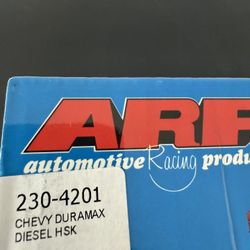 ARP
automotive Racing produ
230-4201
CHEVY DURAMAX
DIESEL HSK